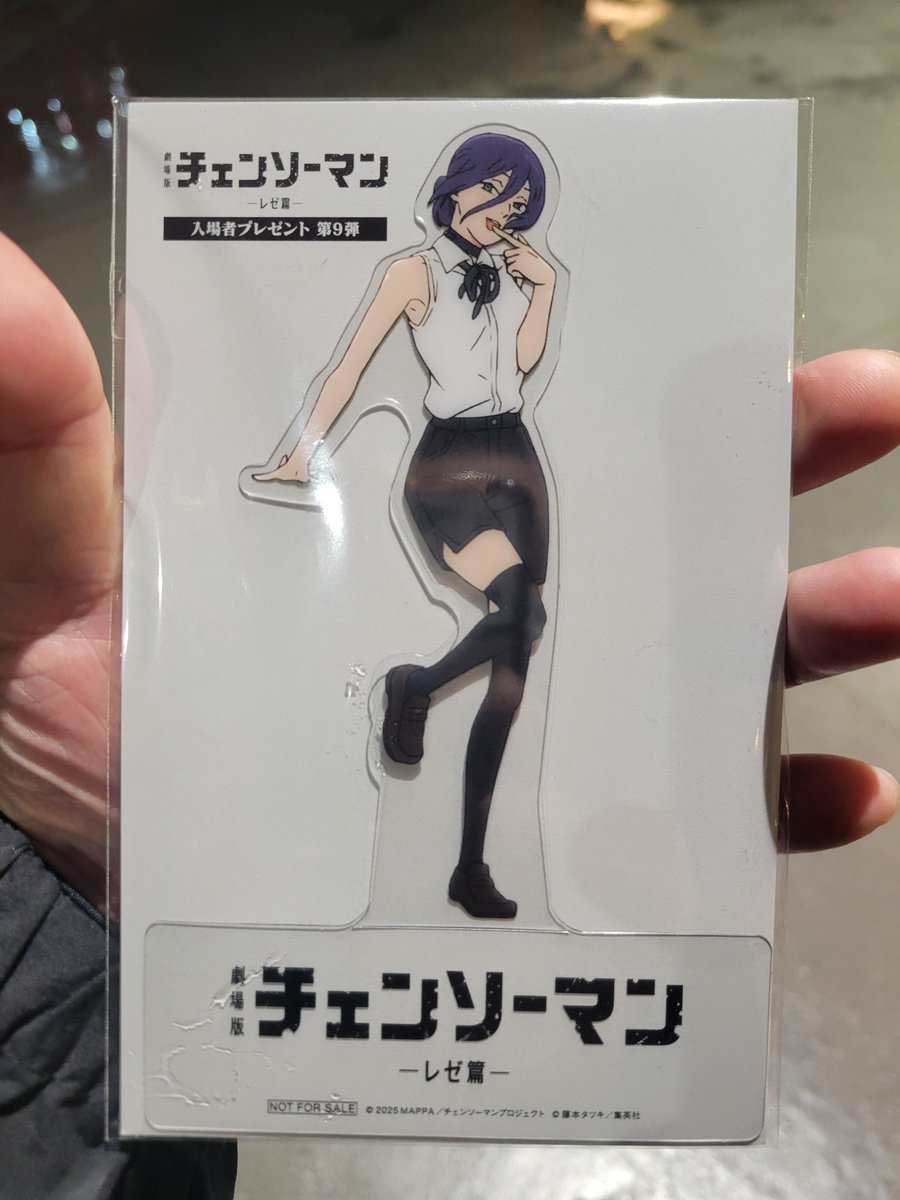 劇場版 チェンソーマン
―レゼ篇―
入場者プレゼント 第9弾
劇場版 チェンソーマン
―レゼ篇―
NOT FOR SALE © 2025 MAPPA／チェンソーマンプロジェクト © 藤本タツキ／集英社